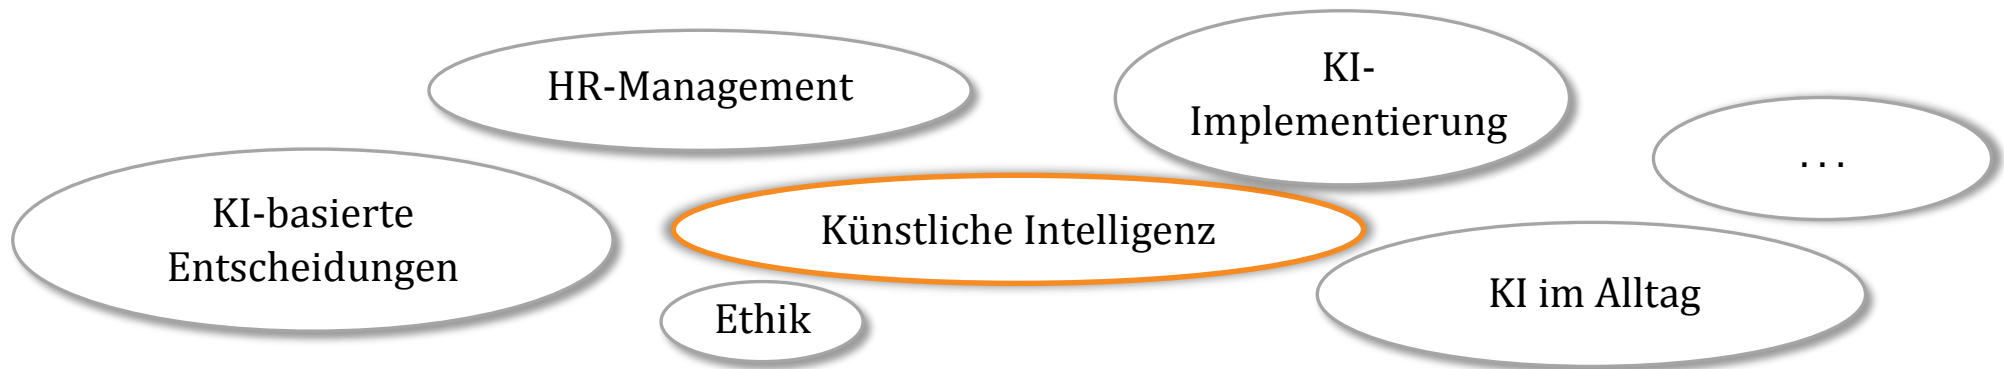 HR-Management
KI-
Implementierung
. . .
KI-basierte
Entscheidungen
Künstliche Intelligenz
KI im Alltag
Ethik